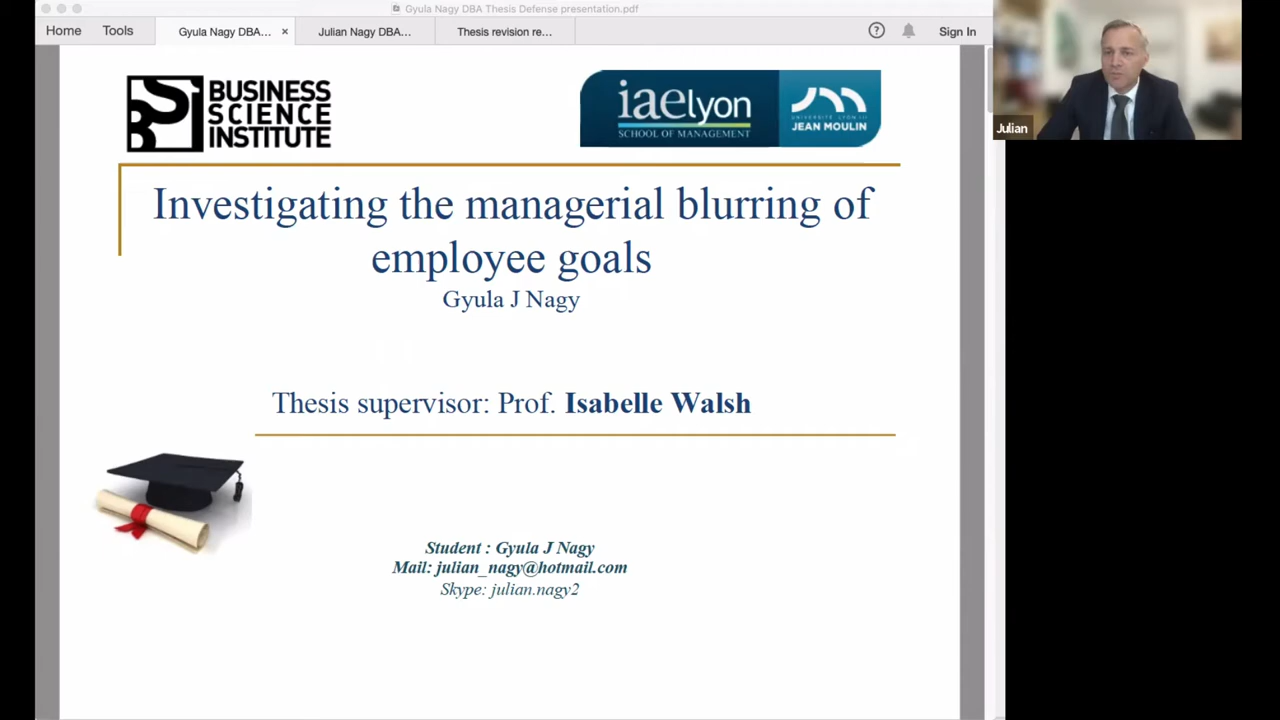 Gyula Nagy DBA Thesis Defense presentation.pdf
Home Tools Gyula Nagy DBA... × Julian Nagy DBA... Thesis revision re... ? Sign In
BUSINESS
SCIENCE
INSTITUTE
iaelyon
SCHOOL OF MANAGEMENT
UNIVERSITÉ LYON III
JEAN MOULIN
Julian
Investigating the managerial blurring of
employee goals
Gyula J Nagy
Thesis supervisor: Prof. Isabelle Walsh
Student : Gyula J Nagy
Mail: julian_nagy@hotmail.com
Skype: julian.nagy2